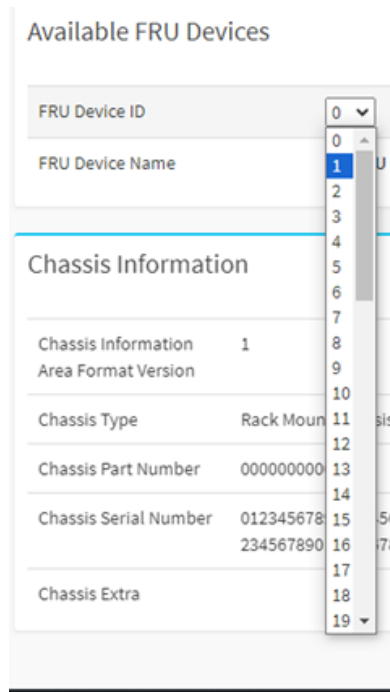 Available FRU Devices
FRU Device ID
0
FRU Device Name
U
0
1
2
3
4
5
6
7
8
9
10
11
12
13
14
15
16
17
18
19
Chassis Information
Chassis Information
Area Format Version
1
Chassis Type
Rack Moun
sis
Chassis Part Number
000000000
Chassis Serial Number
012345678
234567890
Chassis Extra